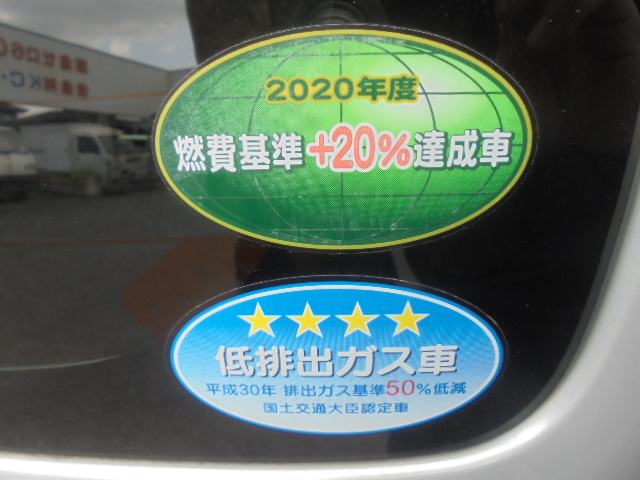 2020年度
燃費基準+20%達成車
低排出ガス車
平成30年 排出ガス基準50%低減
国土交通大臣認定車